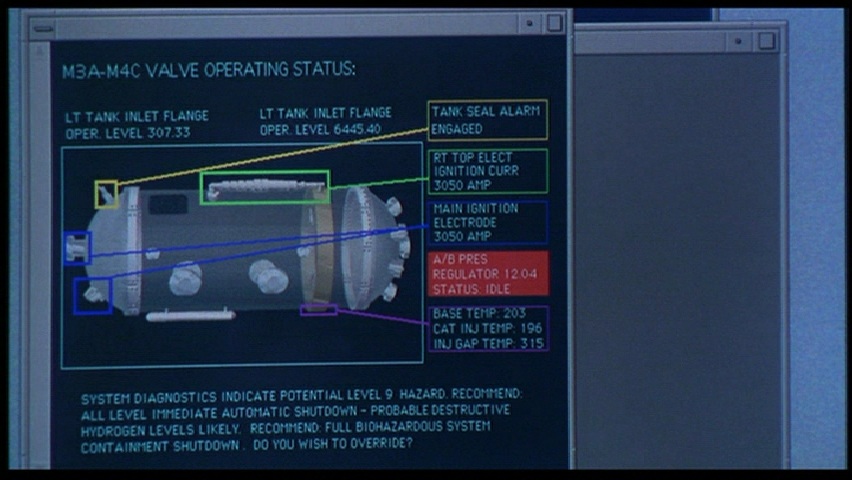 M3A-M4C VALVE OPERATING STATUS:
LT TANK INLET FLANGE
OPER. LEVEL 307.33
LT TANK INLET FLANGE
OPER. LEVEL 6445.40
TANK SEAL ALARM
ENGAGED
RT TOP ELECT
IGNITION CURR
3050 AMP
MAIN IGNITION
ELECTRODE
3050 AMP
A/B PRES
REGULATOR 12.04
STATUS: IDLE
BASE TEMP: 203
CAT INJ TEMP: 196
INJ GAP TEMP: 315
SYSTEM DIAGNOSTICS INDICATE POTENTIAL LEVEL 9 HAZARD. RECOMMEND:
ALL LEVEL IMMEDIATE AUTOMATIC SHUTDOWN - PROBABLE DESTRUCTIVE
HYDROGEN LEVELS LIKELY. RECOMMEND: FULL BIOHAZARDOUS SYSTEM
CONTAINMENT SHUTDOWN. DO YOU WISH TO OVERRIDE?